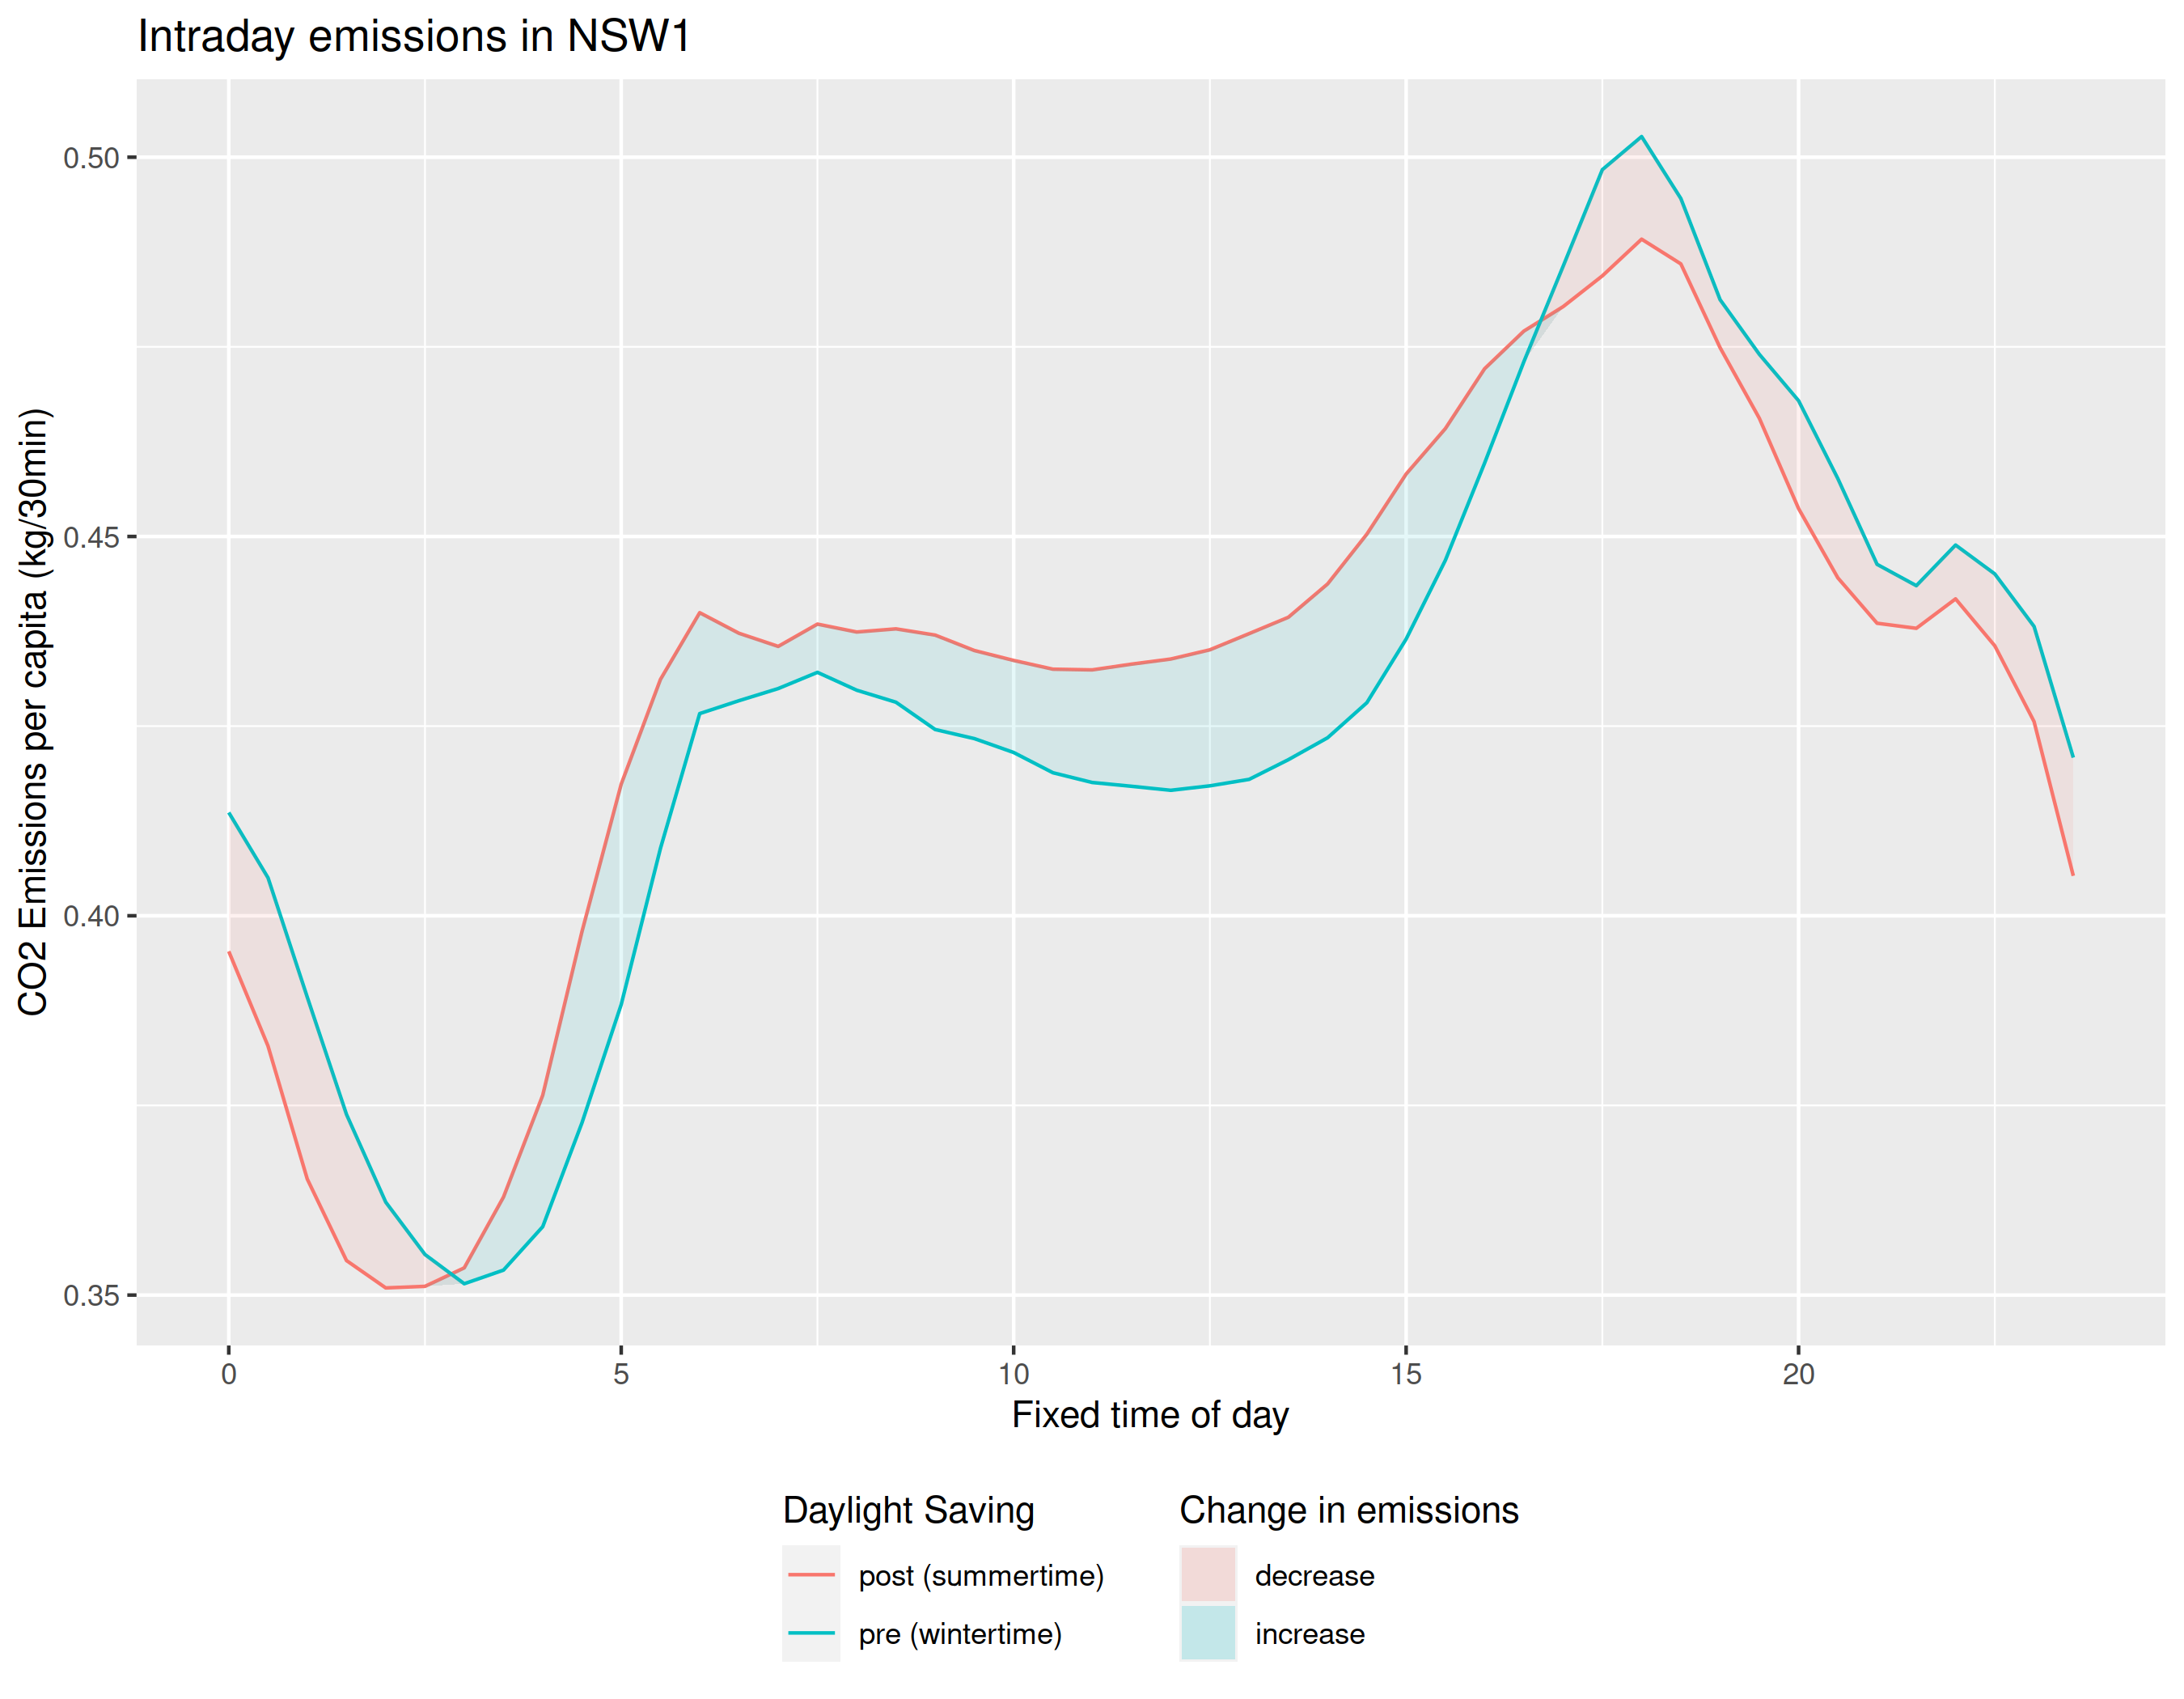 Intraday emissions in NSW1
CO2 Emissions per capita (kg/30min)
0.50
0.45
0.40
0.35
0
5
10
15
20
Fixed time of day
Daylight Saving
post (summertime)
pre (wintertime)
Change in emissions
decrease
increase